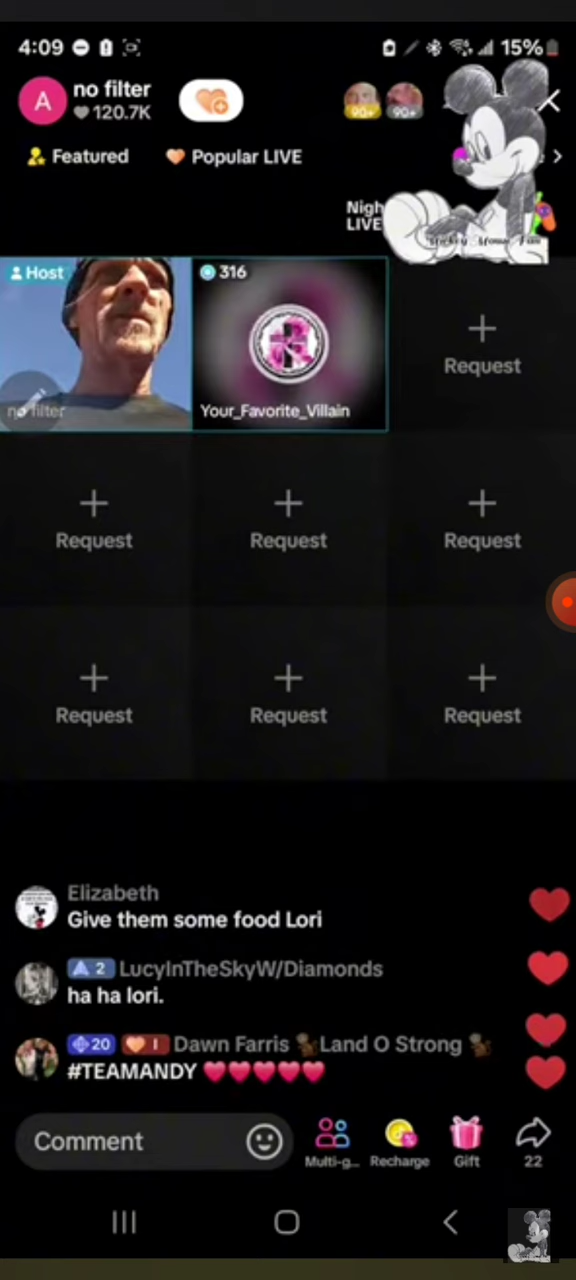 4:09
15%
A
no filter
120.7K
90+
90+
Featured
Popular LIVE
LIVE
Host
316
no filter
Your_Favorite_Villain
Request
Request
Request
Request
Request
Request
Request
Elizabeth
Give them some food Lori
2 LucyInTheSkyW/Diamonds
ha ha lori.
20 I Dawn Farris 🐿️Land O Strong 🐿️
#TEAMANDY ❤️❤️❤️❤️❤️
Comment
Multi-g...
Recharge
Gift
22